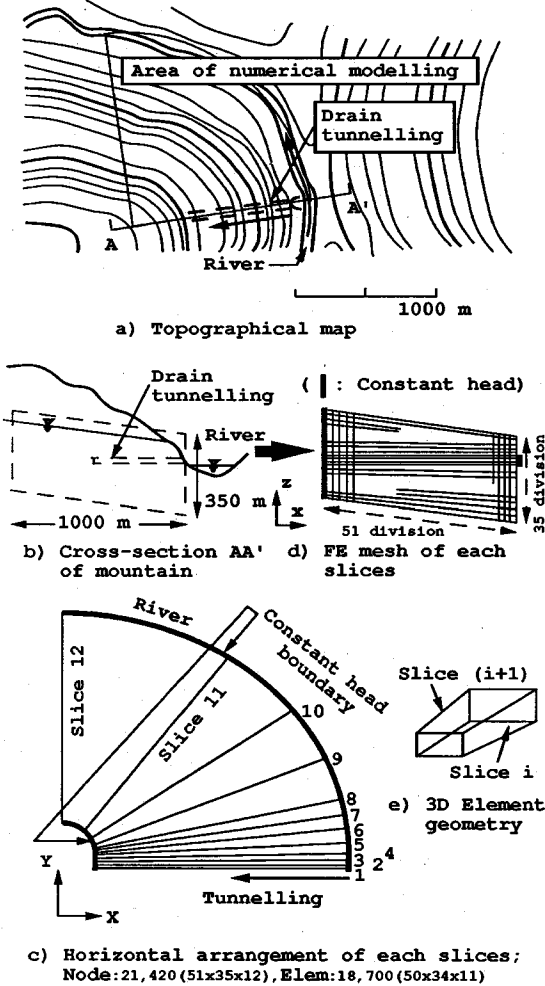 Area of numerical modelling
Drain
tunnelling
A
A'
River
1000 m
a) Topographical map
Drain
tunnelling
River
350 m
1000 m
b) Cross-section AA'
of mountain
( : Constant head)
z
x
51 division
35 division
d) FE mesh of each
slices
River
Constant head
boundary
Slice 12
Slice 11
10
9
8
7
6
5
4
3
2
1
Y
X
Tunnelling
Slice (i+1)
Slice i
e) 3D Element
geometry
c) Horizontal arrangement of each slices;
Node:21,420(51x35x12),Elem:18,700(50x34x11)